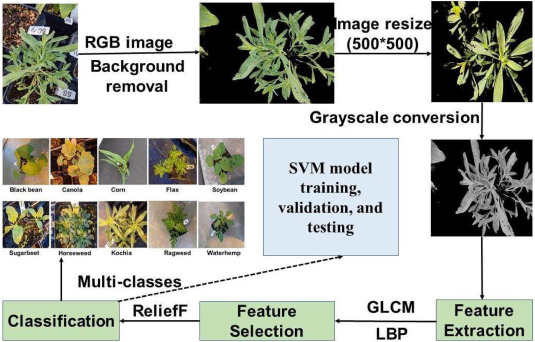 RGB image
Background
removal
Image resize
(500*500)
Grayscale conversion
Black bean
Canola
Corn
Flax
Soybean
Sugarbeet
Horseweed
Kochia
Ragweed
Waterhemp
SVM model
training,
validation, and
testing
Multi-classes
Classification
ReliefF
Feature
Selection
GLCM
LBP
Feature
Extraction